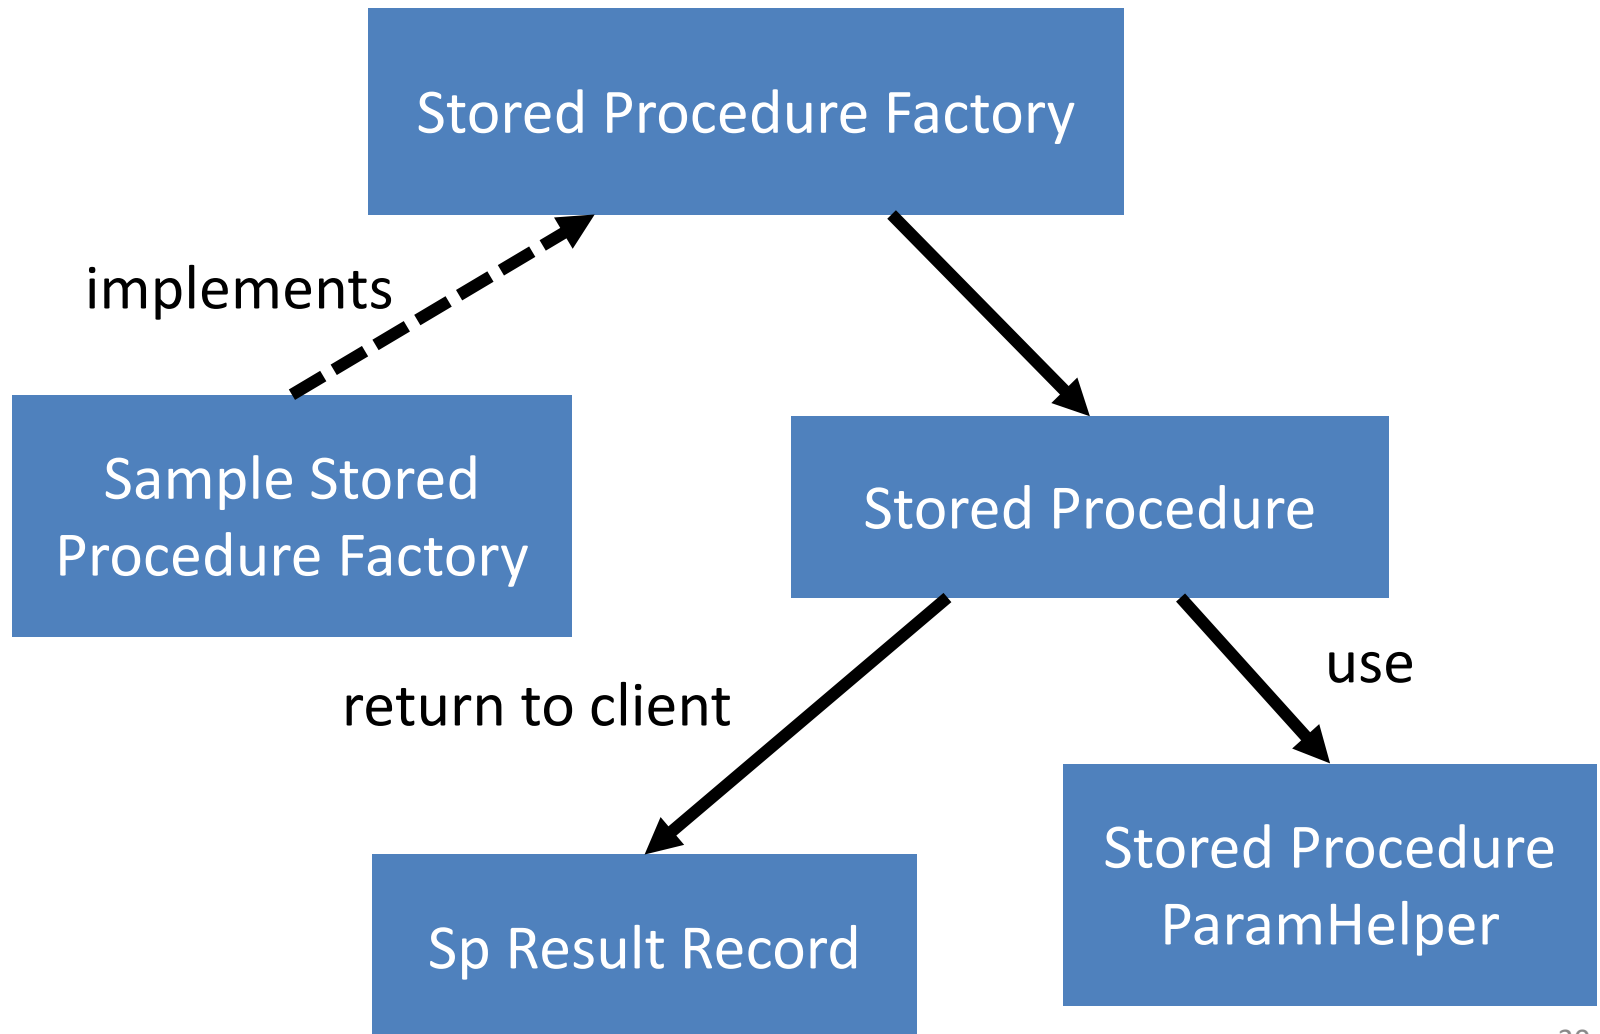 Stored Procedure Factory
implements
Sample Stored
Procedure Factory
Stored Procedure
use
return to client
Stored Procedure
ParamHelper
Sp Result Record